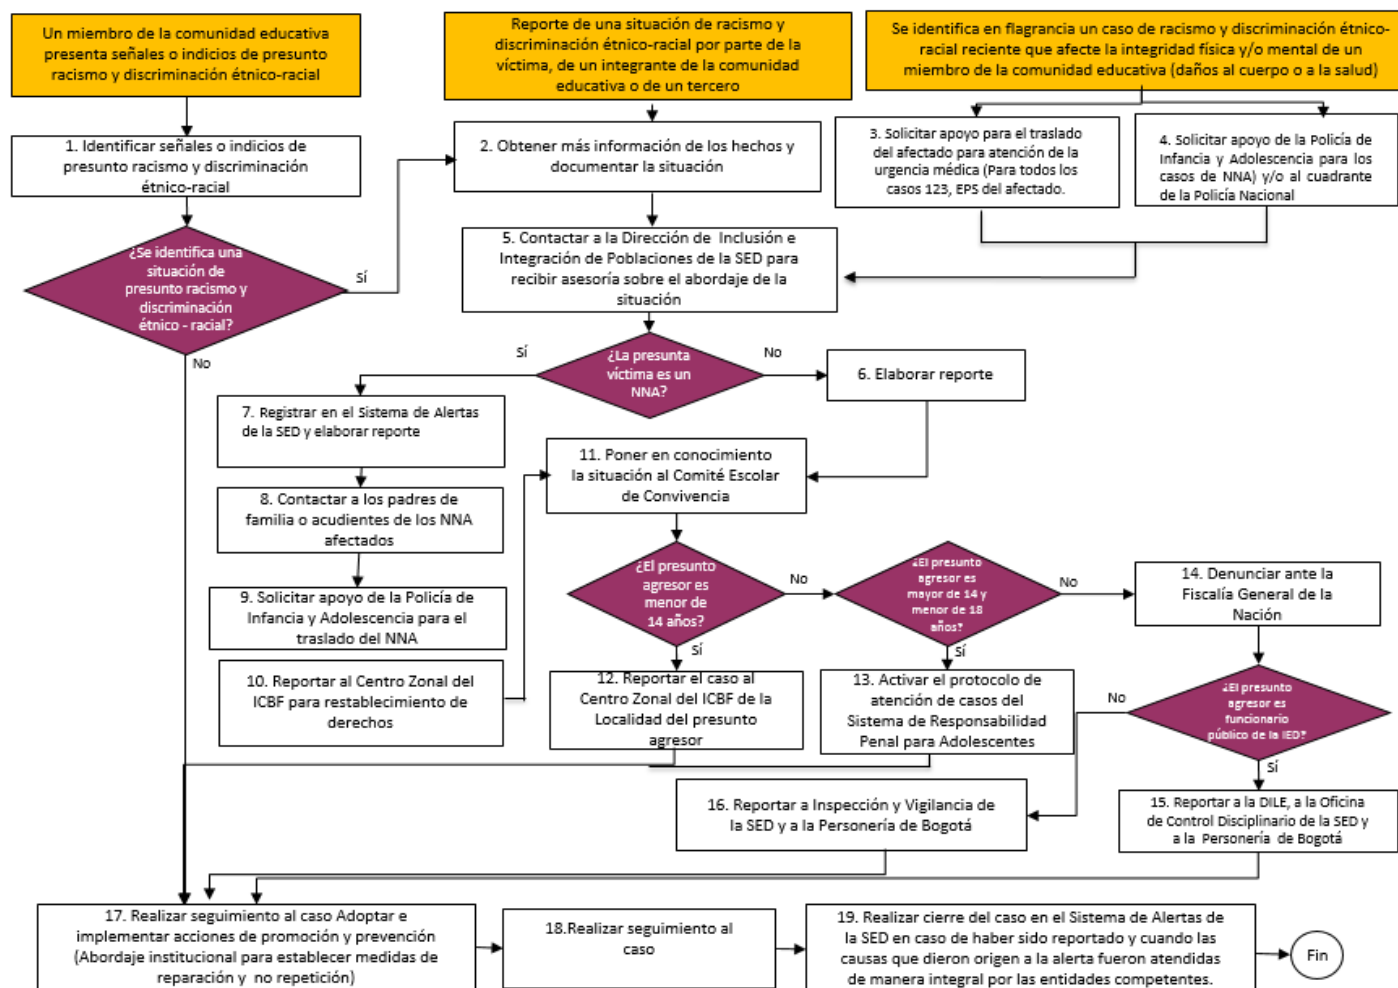 Un miembro de la comunidad educativa
presenta señales o indicios de presunto
racismo y discriminación étnico-racial
Reporte de una situación de racismo y
discriminación étnico-racial por parte de la
víctima, de un integrante de la comunidad
educativa o de un tercero
Se identifica en flagrancia un caso de racismo y discriminación étnico-
racial reciente que afecte la integridad física y/o mental de un
miembro de la comunidad educativa (daños al cuerpo o a la salud)
1. Identificar señales o indicios de
presunto racismo y discriminación
étnico-racial
2. Obtener más información de los hechos y
documentar la situación
3. Solicitar apoyo para el traslado
del afectado para atención de la
urgencia médica (Para todos los
casos 123, EPS del afectado.
4. Solicitar apoyo de la Policía de
Infancia y Adolescencia para los
casos de NNA) y/o al cuadrante
de la Policía Nacional
¿Se identifica una
situación de
presunto racismo y
discriminación
étnico - racial?
Sí
No
5. Contactar a la Dirección de Inclusión e
Integración de Poblaciones de la SED para
recibir asesoría sobre el abordaje de la
situación
Sí
¿La presunta
víctima es un
NNA?
No
6. Elaborar reporte
7. Registrar en el Sistema de Alertas
de la SED y elaborar reporte
11. Poner en conocimiento
la situación al Comité Escolar
de Convivencia
8. Contactar a los padres de
familia o acudientes de los NNA
afectados
9. Solicitar apoyo de la Policía de
Infancia y Adolescencia para el
traslado del NNA
10. Reportar al Centro Zonal del
ICBF para restablecimiento de
derechos
¿El presunto
agresor es
menor de
14 años?
No
Sí
¿El presunto
agresor es
mayor de 14 y
menor de 18
años?
No
Sí
14. Denunciar ante la
Fiscalía General de la
Nación
12. Reportar el caso al
Centro Zonal del ICBF de la
Localidad del presunto
agresor
13. Activar el protocolo de
atención de casos del
Sistema de Responsabilidad
Penal para Adolescentes
No
¿El presunto
agresor es
funcionario
público de la IED?
Sí
16. Reportar a Inspección y Vigilancia de
la SED y a la Personería de Bogotá
15. Reportar a la DILE, a la Oficina
de Control Disciplinario de la SED y
a la Personería de Bogotá
17. Realizar seguimiento al caso Adoptar e
implementar acciones de promoción y prevención
(Abordaje institucional para establecer medidas de
reparación y no repetición)
18.Realizar seguimiento al
caso
19. Realizar cierre del caso en el Sistema de Alertas de
la SED en caso de haber sido reportado y cuando las
causas que dieron origen a la alerta fueron atendidas
de manera integral por las entidades competentes.
Fin